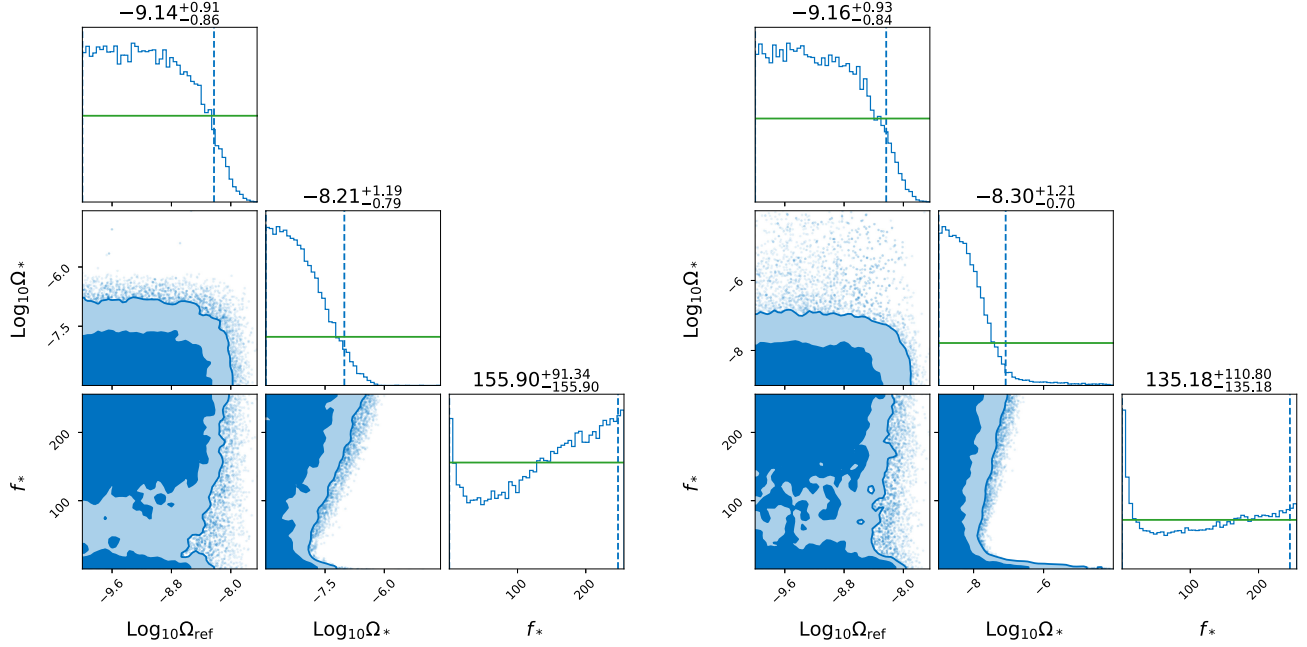 −9.14 +0.91 −0.86
−9.16 +0.93 −0.84
−8.21 +1.19 −0.79
−8.30 +1.21 −0.70
Log10Ω*
−6.0
−7.5
Log10Ω*
−6
−8
155.90 +91.34 −155.90
135.18 +110.80 −135.18
f*
200
100
f*
200
100
−9.6 −8.8 −8.0
−7.5 −6.0
100 200
−9.6 −8.8 −8.0
−8 −6
100 200
Log10Ωref
Log10Ω*
f*
Log10Ωref
Log10Ω*
f*